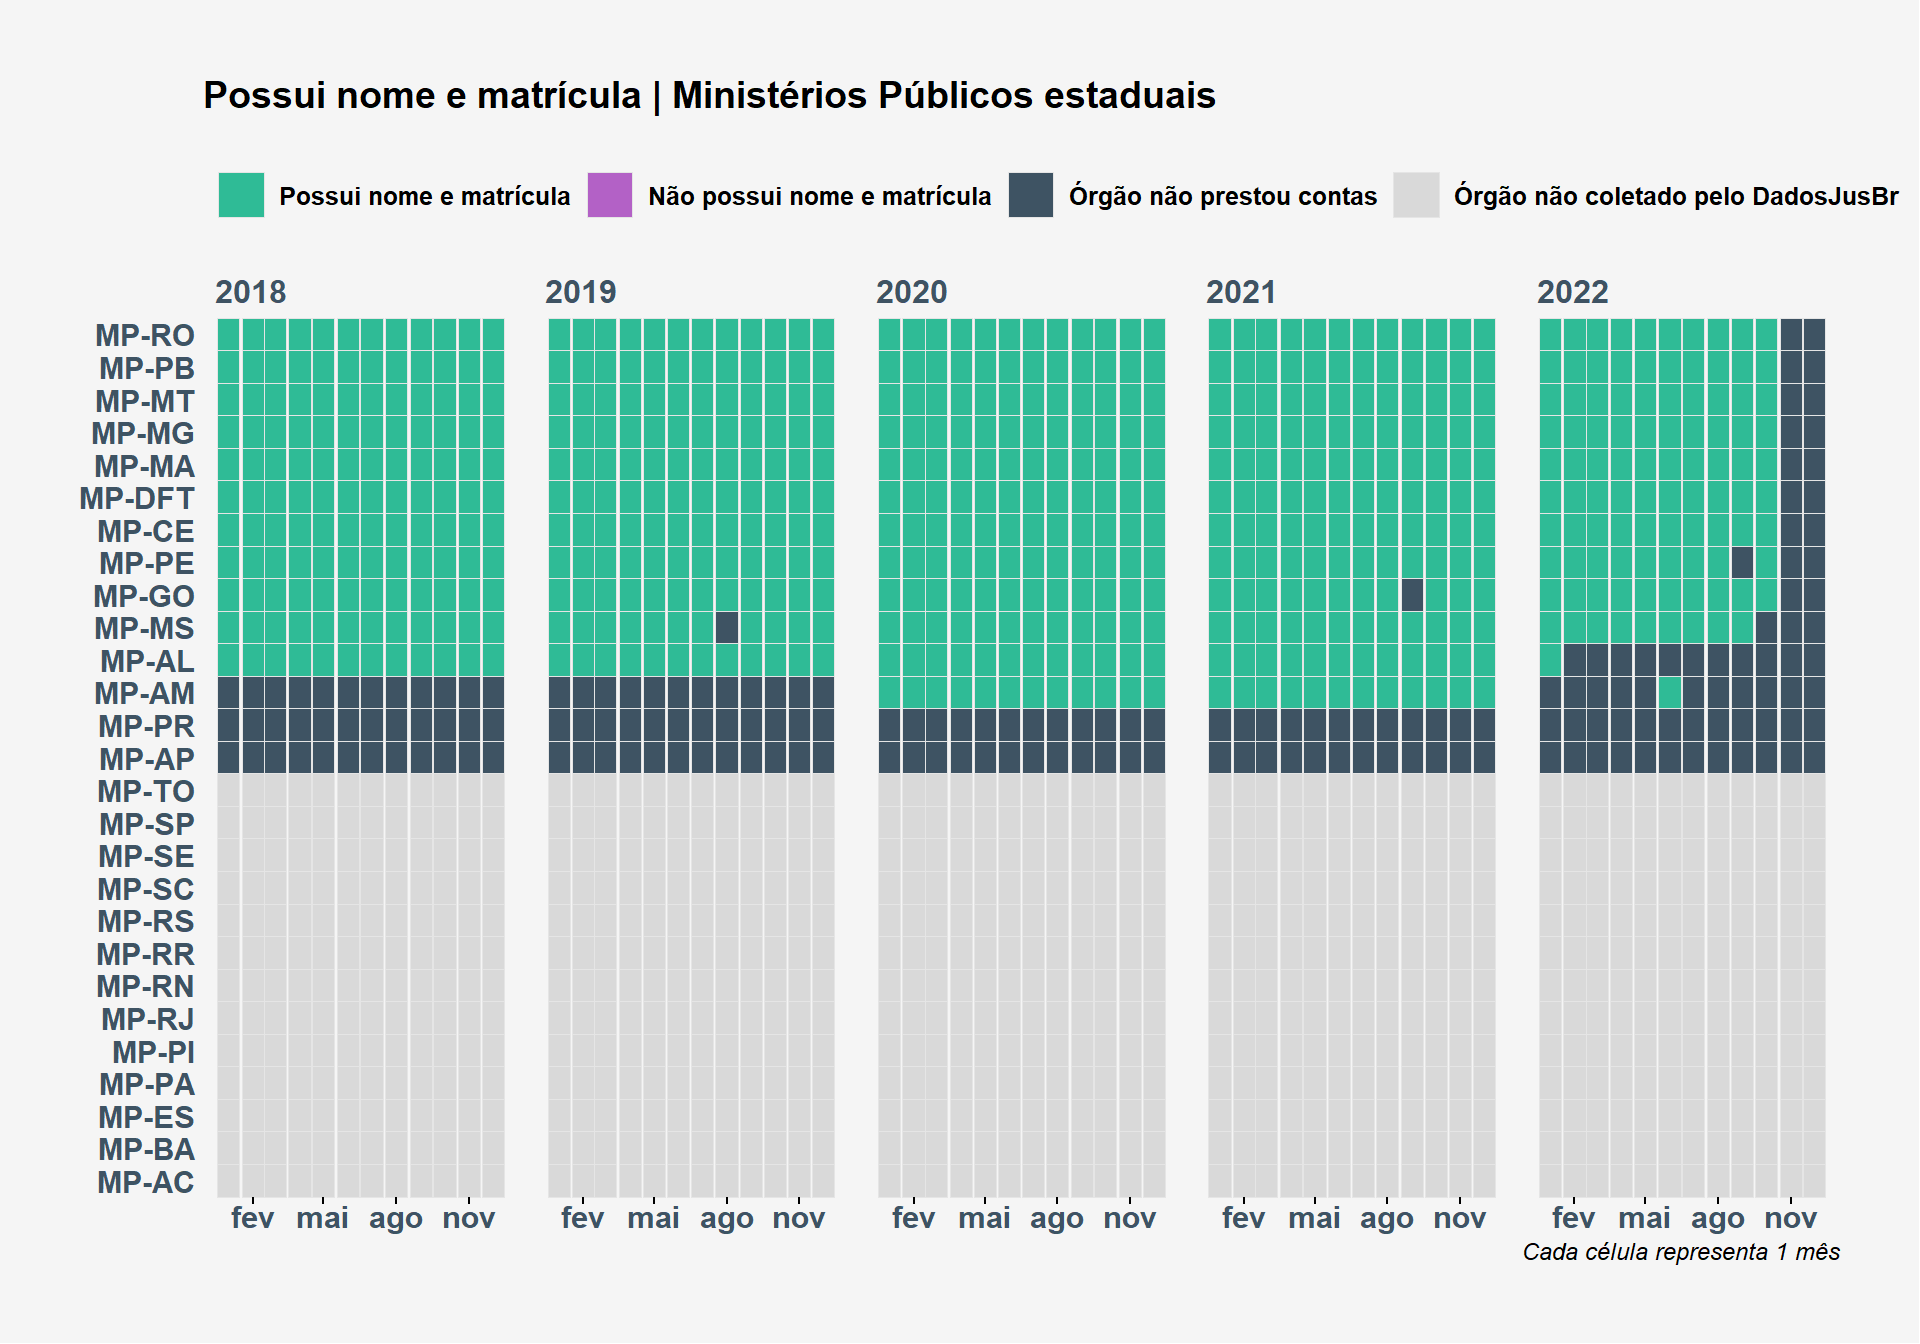 Possui nome e matrícula | Ministérios Públicos estaduais
Possui nome e matrícula
Não possui nome e matrícula
Órgão não prestou contas
Órgão não coletado pelo DadosJusBr
2018
2019
2020
2021
2022
MP-RO
MP-PB
MP-MT
MP-MG
MP-MA
MP-DFT
MP-CE
MP-PE
MP-GO
MP-MS
MP-AL
MP-AM
MP-PR
MP-AP
MP-TO
MP-SP
MP-SE
MP-SC
MP-RS
MP-RR
MP-RN
MP-RJ
MP-PI
MP-PA
MP-ES
MP-BA
MP-AC
fev mai ago nov
fev mai ago nov
fev mai ago nov
fev mai ago nov
fev mai ago nov
Cada célula representa 1 mês